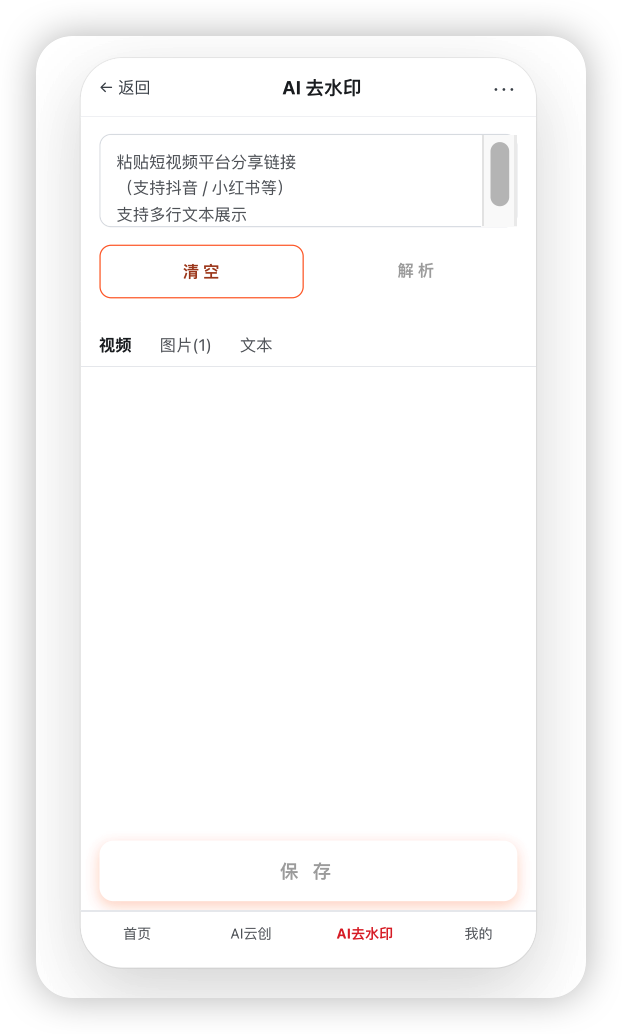 ← 返回
AI 去水印
···
粘贴短视频平台分享链接
（支持抖音 / 小红书等）
支持多行文本展示
清 空
解 析
视频 图片(1) 文本
保 存
首页 AI云创 AI去水印 我的